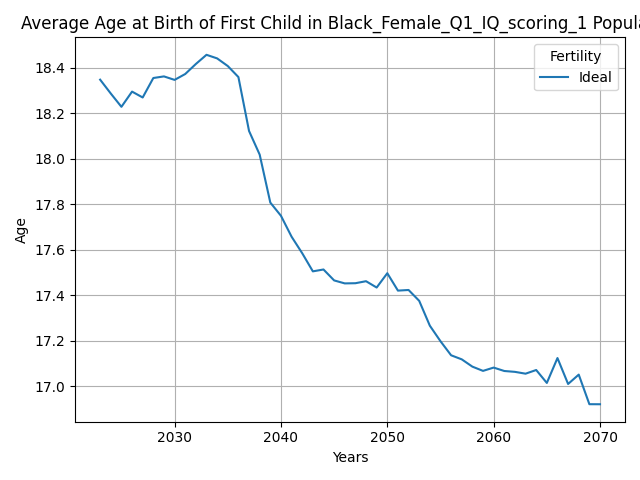 Average Age at Birth of First Child in Black_Female_Q1_IQ_scoring_1 Popula
Fertility
Ideal
18.4
18.2
18.0
17.8
17.6
17.4
17.2
17.0
Age
2030 2040 2050 2060 2070
Years